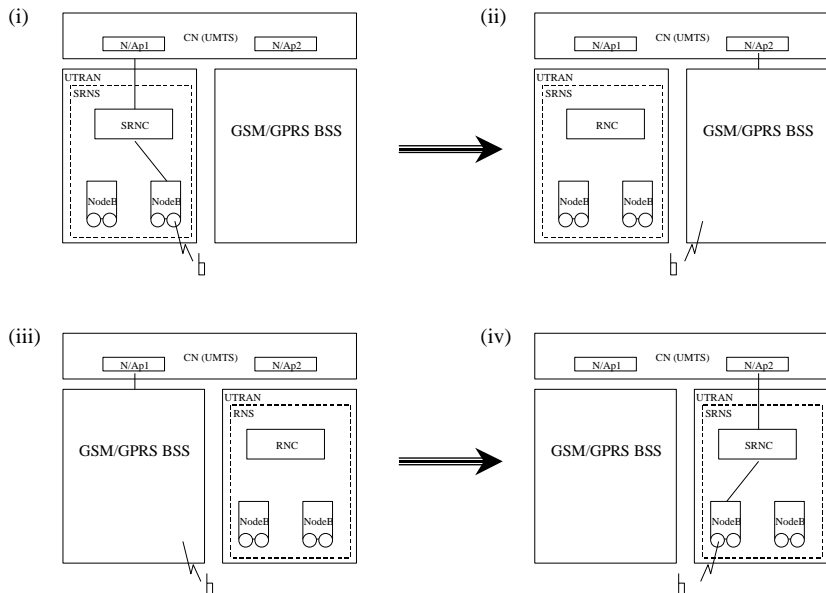 (i)
CN (UMTS)
N/Ap1
N/Ap2
UTRAN
SRNS
SRNC
NodeB
NodeB
GSM/GPRS BSS
(ii)
CN (UMTS)
N/Ap1
N/Ap2
UTRAN
SRNS
RNC
NodeB
NodeB
GSM/GPRS BSS
(iii)
CN (UMTS)
N/Ap1
N/Ap2
GSM/GPRS BSS
UTRAN
RNS
RNC
NodeB
NodeB
(iv)
CN (UMTS)
N/Ap1
N/Ap2
GSM/GPRS BSS
UTRAN
SRNS
SRNC
NodeB
NodeB